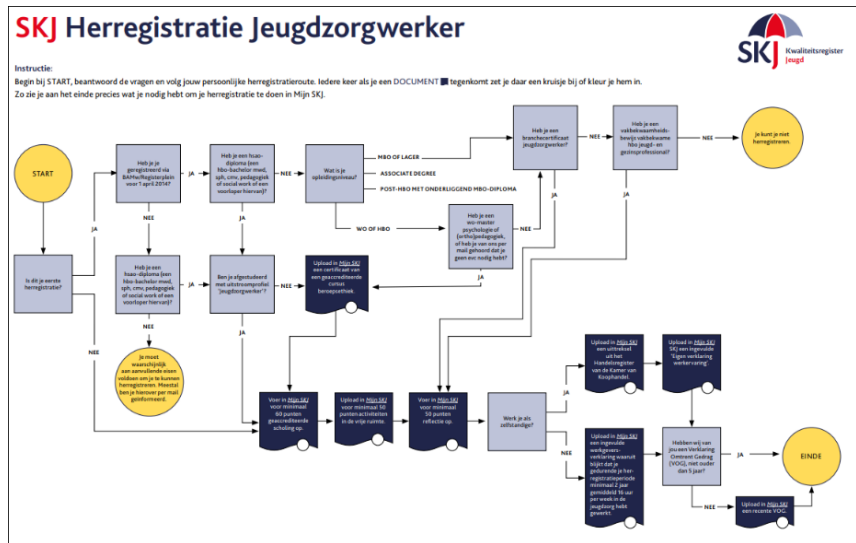 SKJ Herregistratie Jeugdzorgwerker
SKJ Kwaliteitsregister
Jeugd
Instructie:
Begin bij START, beantwoord de vragen en volg jouw persoonlijke herregistratieroute. Iedere keer als je een DOCUMENT tegenkomt zet je daar een kruisje bij of kleur je hem in.
Zo zie je aan het einde precies wat je nodig hebt om je herregistratie te doen in Mijn SKJ.
START
Is dit je eerste
herregistratie?
JA
NEE
Heb je je
geregistreerd via
BAMw/Registerplein
voor 1 april 2014?
JA
NEE
Heb je een hsao-
diploma (een
hbo-bachelor mwd,
sph, cmv, pedagogiek
of social work of een
voorloper hiervan)?
NEE
JA
Wat is je
opleidingsniveau?
MBO OF LAGER
ASSOCIATE DEGREE
POST-HBO MET ONDERLIGGEND MBO-DIPLOMA
WO OF HBO
Heb je een
branchecertificaat
jeugdzorgwerker?
NEE
JA
Heb je een
vakbekwaamheids-
bewijs vakbekwame
hbo jeugd- en
gezinsprofessional?
NEE
JA
Je kunt je niet
herregistreren.
Heb je een
wo-master
psychologie of
(ortho)pedagogiek,
of heb je van ons per
mail gehoord dat je
geen evc nodig hebt?
NEE
JA
Heb je een
hsao-diploma (een
hbo-bachelor mwd,
sph, cmv, pedagogiek
of social work of een
voorloper hiervan)?
JA
NEE
Ben je afgestudeerd
met uitstroomprofiel
'jeugdzorgwerker'?
NEE
JA
Upload in Mijn SKJ
een certificaat van
een geaccrediteerde
cursus
beroepsethiek.
Je moet
waarschijnlijk
aan aanvullende eisen
voldoen om je te kunnen
herregistreren. Meestal
ben je hierover per mail
geïnformeerd.
Voer in Mijn SKJ
voor minimaal
60 punten
geaccrediteerde
scholing op.
Upload in Mijn SKJ
voor minimaal 50
punten activiteiten
in de vrije ruimte.
Voer in Mijn SKJ
voor minimaal
50 punten
reflectie op.
Werk je als
zelfstandige?
JA
NEE
Upload in Mijn SKJ
een uittreksel
uit het
Handelsregister
van de Kamer van
Koophandel.
Upload in Mijn SKJ
SKJ een ingevulde
'Eigen verklaring
werkervaring'.
Upload in Mijn SKJ
een ingevulde
werkgevers-
verklaring waaruit
blijkt dat je
gedurende je her-
registratieperiode
minimaal 2 jaar
gemiddeld 16 uur
per week in de
jeugdzorg hebt
gewerkt.
Hebben wij van
jou een Verklaring
Omtrent Gedrag
(VOG), niet ouder
dan 5 jaar?
JA
NEE
Upload in Mijn SKJ
een recente VOG.
EINDE